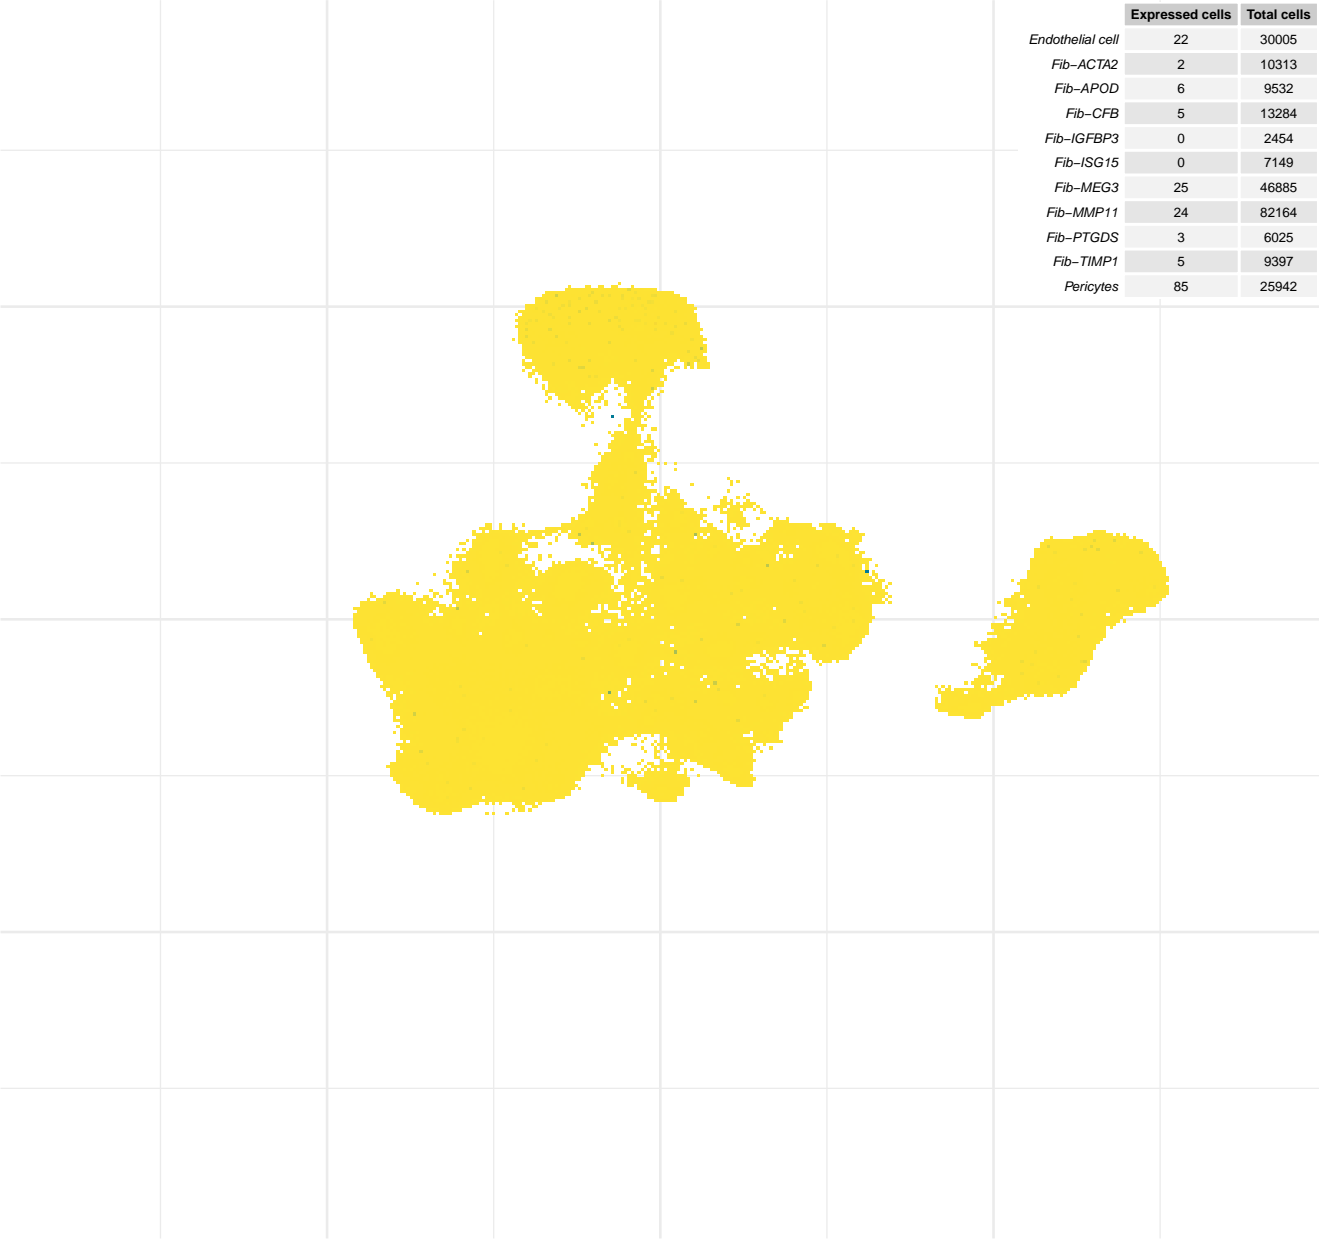 Expressed cells Total cells
Endothelial cell 22 30005
Fib−ACTA2 2 10313
Fib−APOD 6 9532
Fib−CFB 5 13284
Fib−IGFBP3 0 2454
Fib−ISG15 0 7149
Fib−MEG3 25 46885
Fib−MMP11 24 82164
Fib−PTGDS 3 6025
Fib−TIMP1 5 9397
Pericytes 85 25942